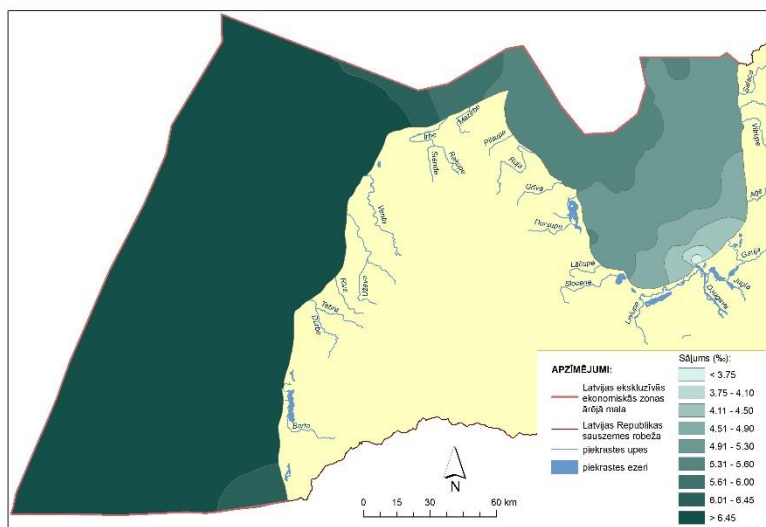 Mazirbe
Irbe
Stende
Rakupe
Pilsupe
Roja
Grīva
Dursupe
Lāčupe
Slocene
Lielupe
Daugava
Jugla
Gauja
Aģe
Vitrupe
Salaca
Venta
Užava
Rīva
Tebra
Durbe
Bārta
N
0 15 30 60 km
APZĪMĒJUMI:
Latvijas ekskluzīvās
ekonomiskās zonas
ārējā mala
Latvijas Republikas
sauszemes robeža
piekrastes upes
piekrastes ezeri
Sāļums (‰):
< 3.75
3.75 - 4.10
4.11 - 4.50
4.51 - 4.90
4.91 - 5.30
5.31 - 5.60
5.61 - 6.00
6.01 - 6.45
> 6.45